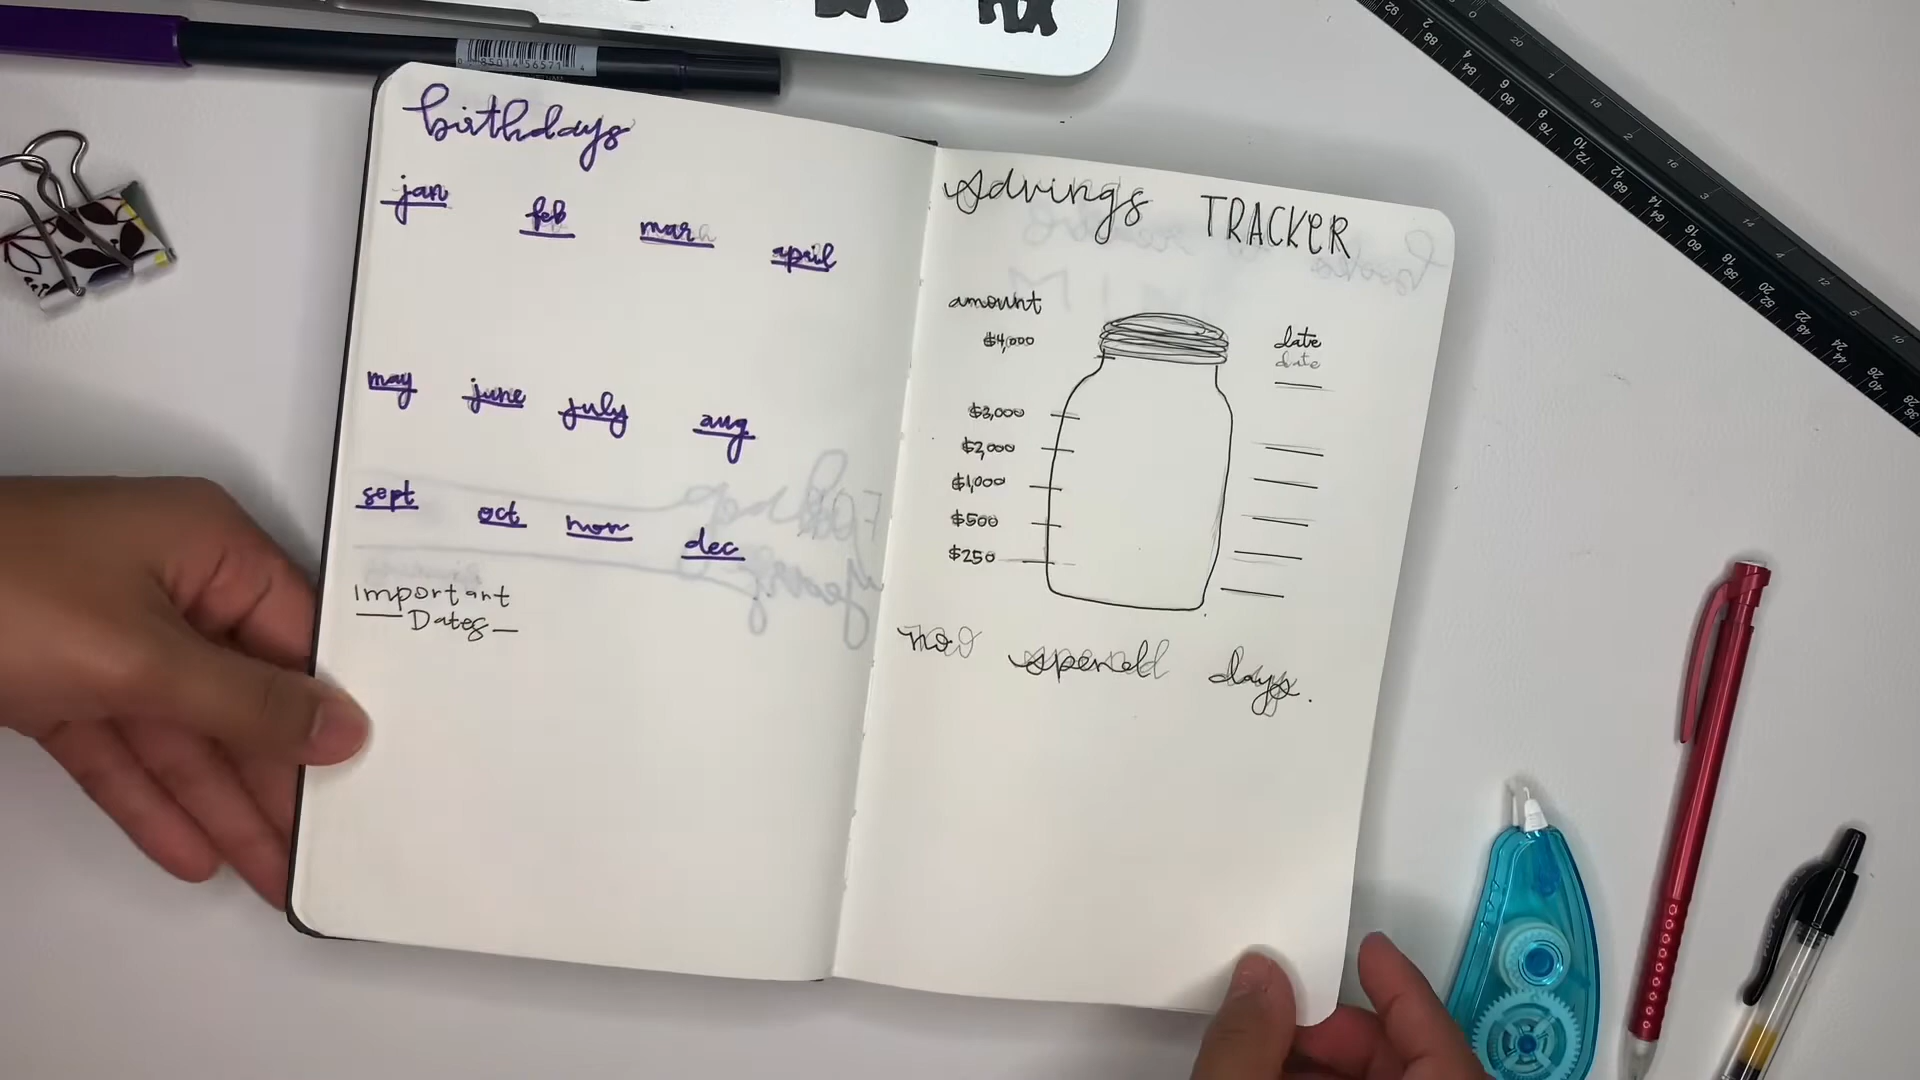 birthdays
jan feb mar april
may june july aug
sept oct nov dec
Important
Dates
savings TRACKER
amount
$4,000
$3,000
$2,000
$1,000
$500
$250
date
date
no spend days.